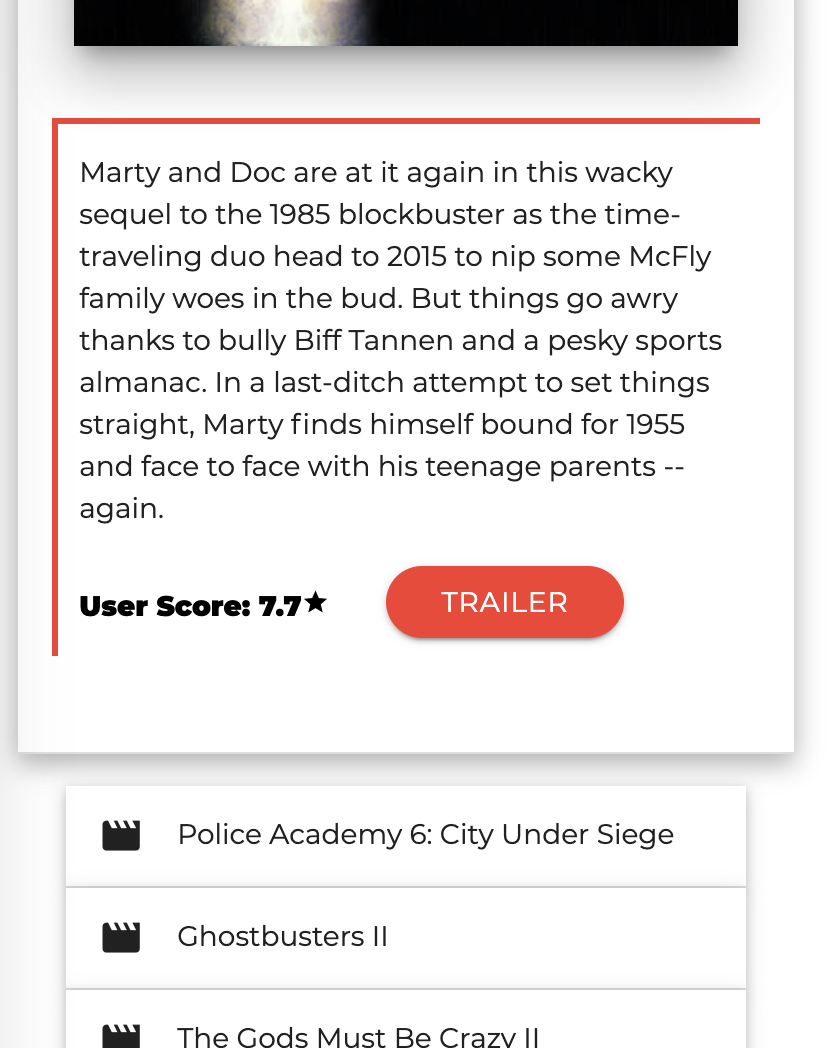 Marty and Doc are at it again in this wacky
sequel to the 1985 blockbuster as the time-
traveling duo head to 2015 to nip some McFly
family woes in the bud. But things go awry
thanks to bully Biff Tannen and a pesky sports
almanac. In a last-ditch attempt to set things
straight, Marty finds himself bound for 1955
and face to face with his teenage parents --
again.
User Score: 7.7★
TRAILER
Police Academy 6: City Under Siege
Ghostbusters II
The Gods Must Be Crazy II